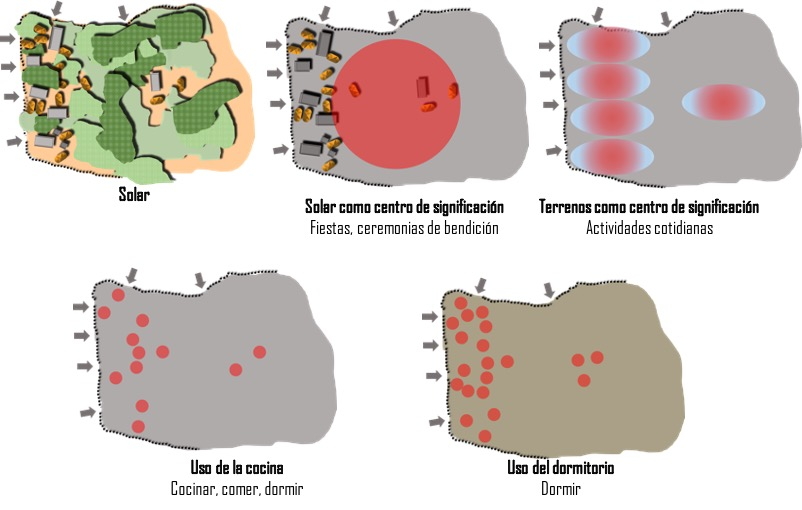 Solar
Solar como centro de significación
Fiestas, ceremonias de bendición
Terrenos como centro de significación
Actividades cotidianas
Uso de la cocina
Cocinar, comer, dormir
Uso del dormitorio
Dormir